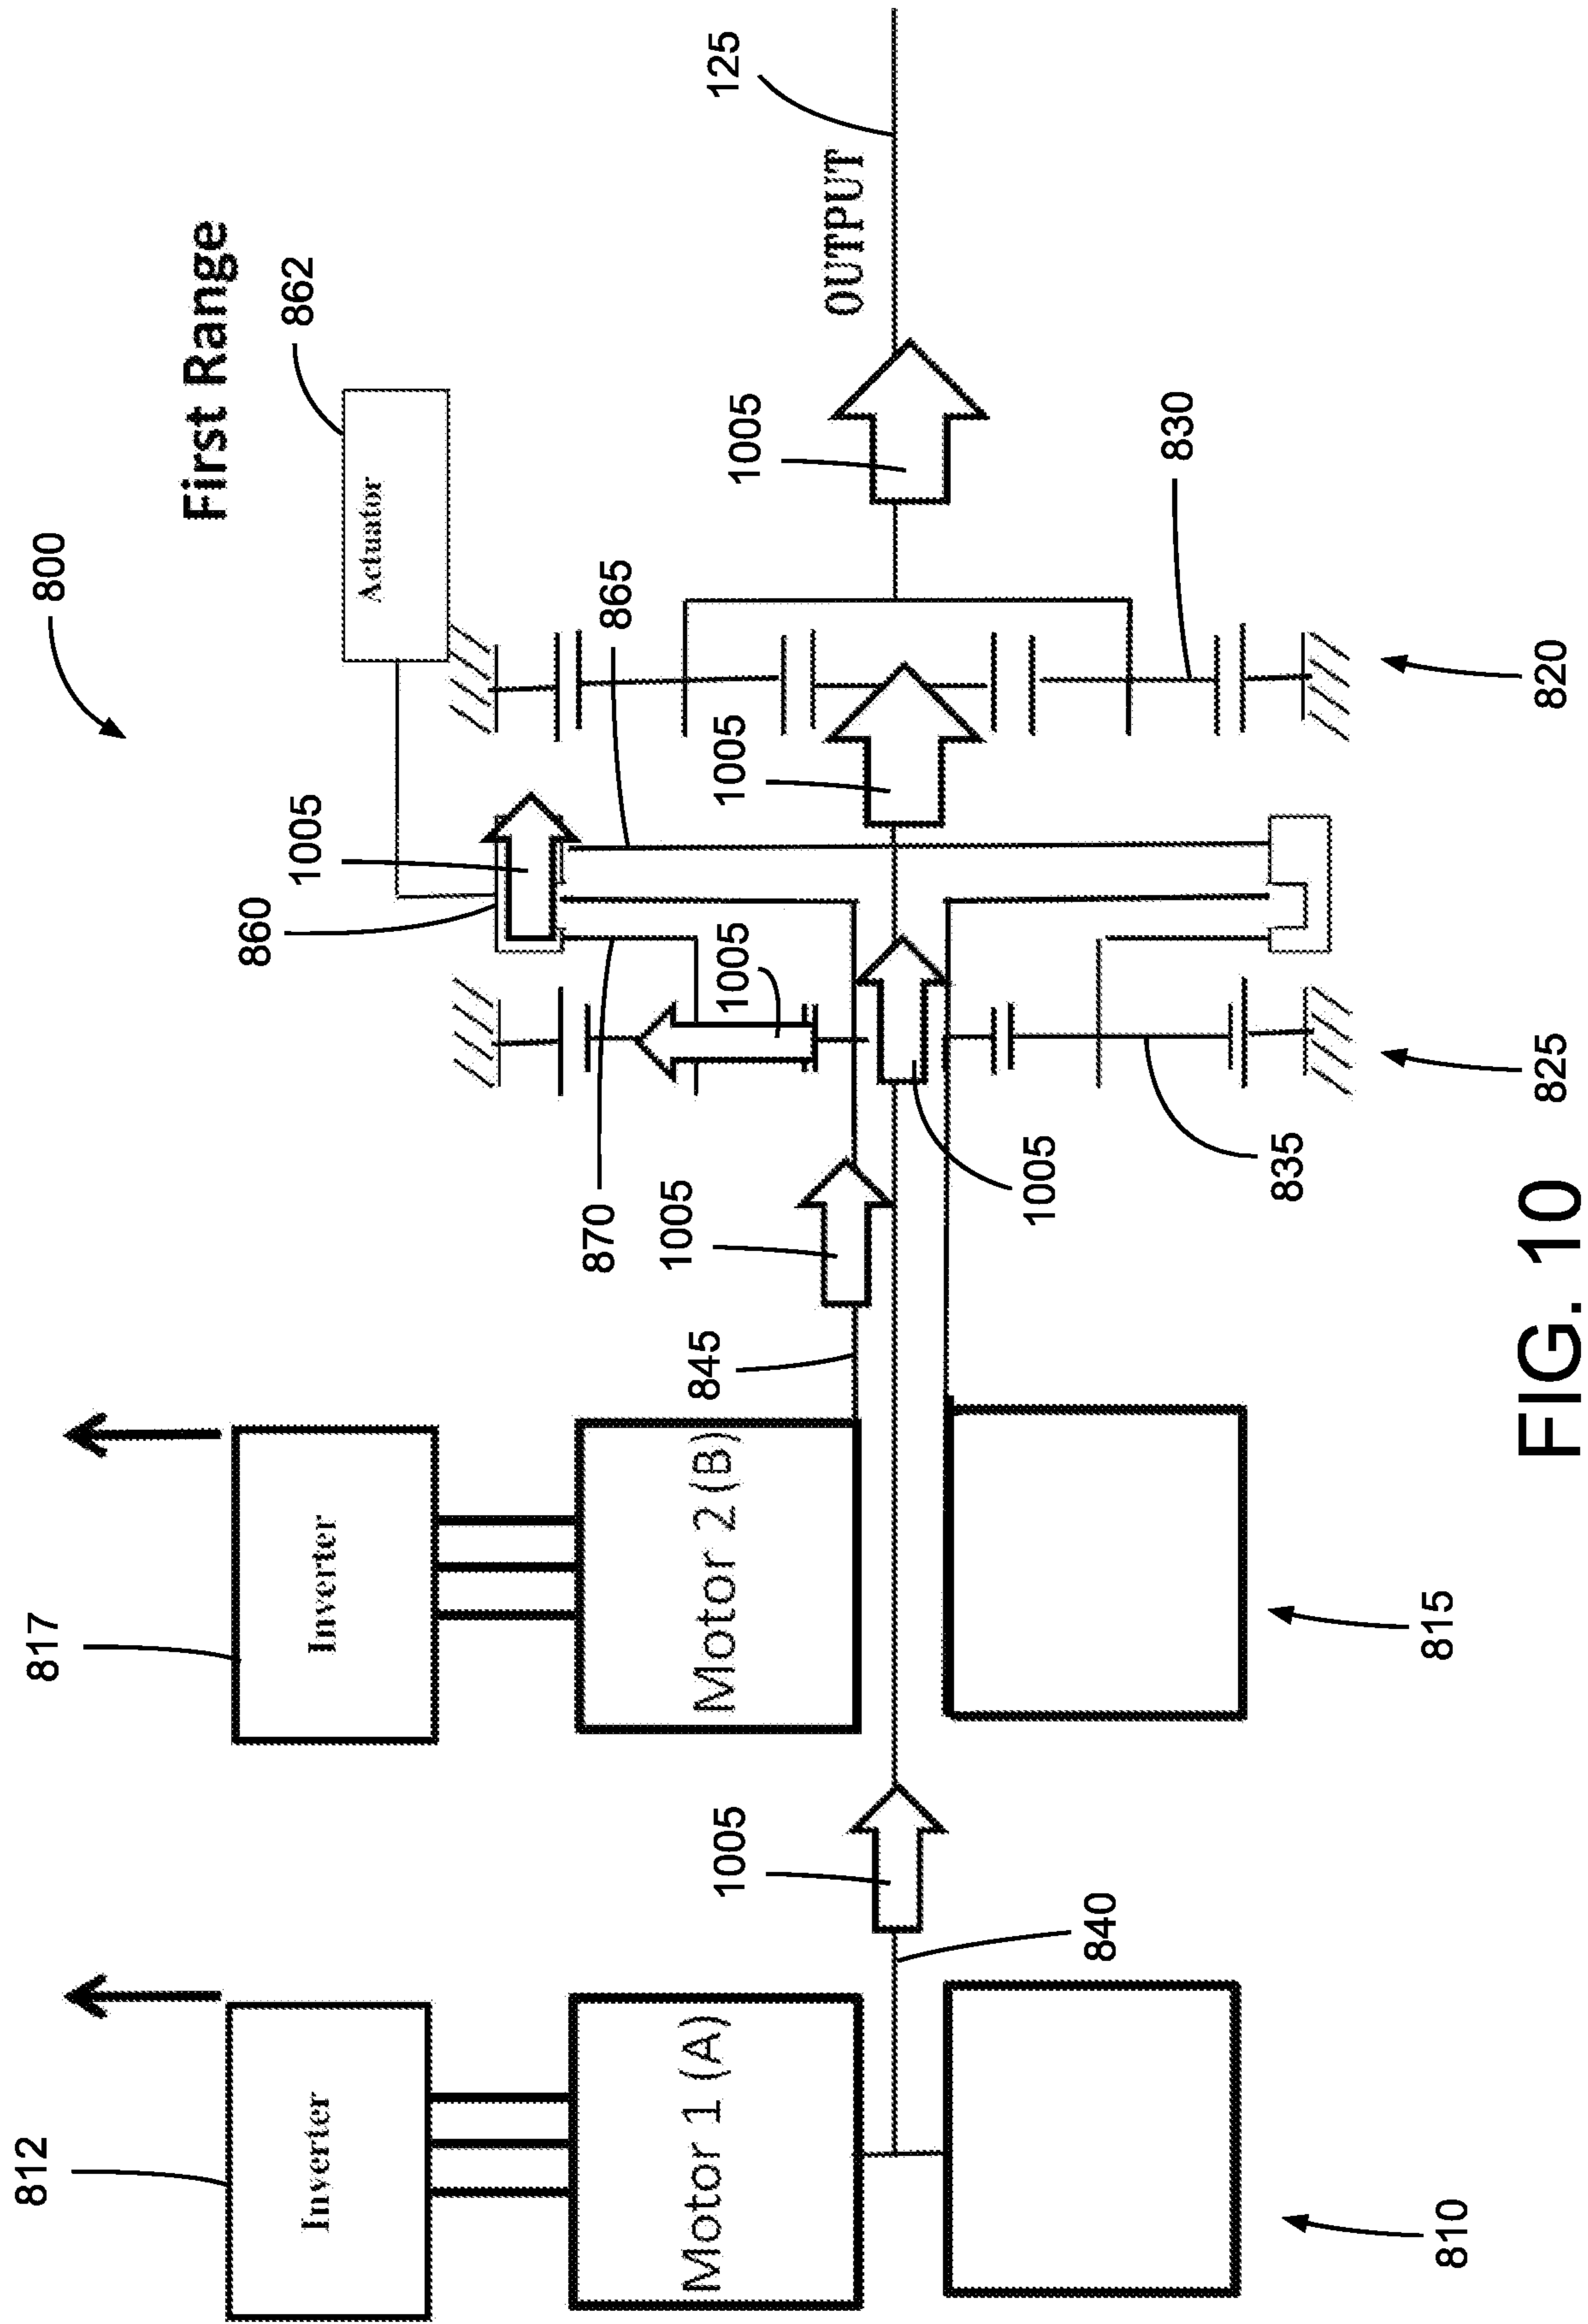 800
First Range
Actuator
862
125
OUTPUT
1005
830
820
865
1005
860
1005
1005
870
825
835
1005
1005
845
817
Inverter
Motor 2 (B)
815
1005
840
812
Inverter
Motor 1 (A)
810
FIG. 10